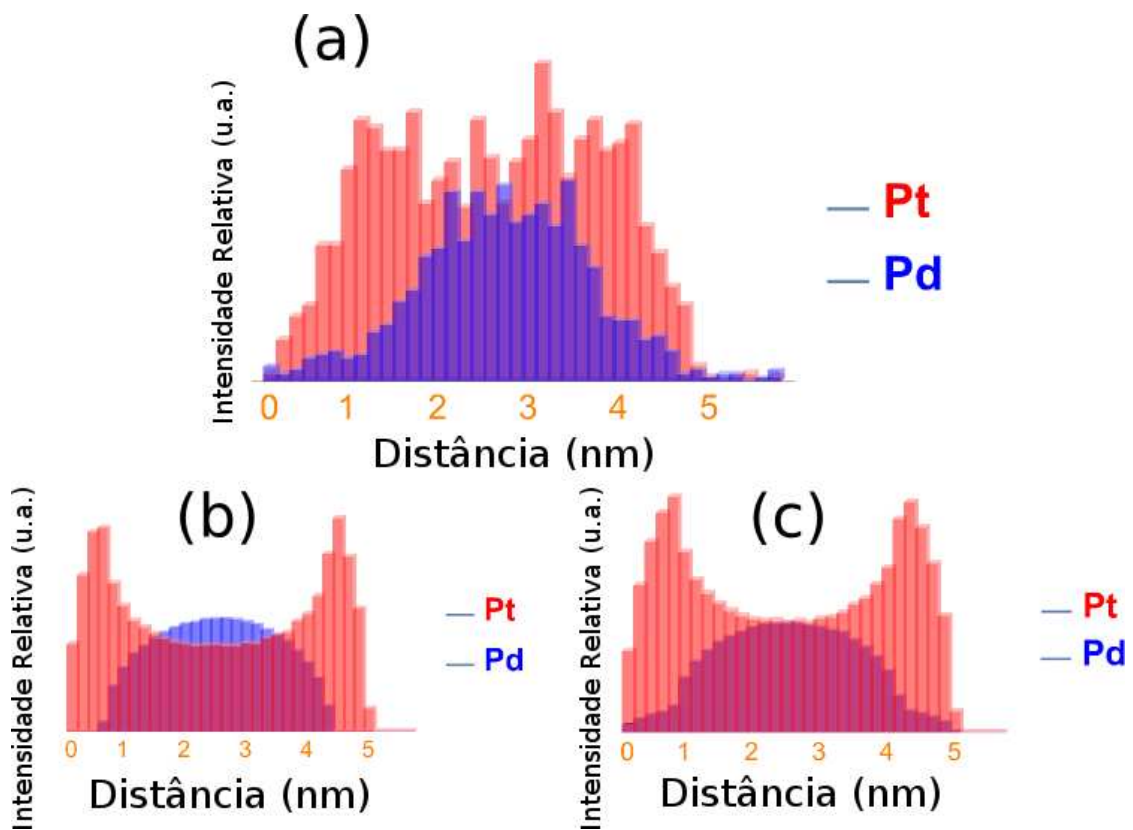 (a)
Intensidade Relativa (u.a.)
Pt
Pd
0 1 2 3 4 5
Distância (nm)
(b)
Intensidade Relativa (u.a.)
Pt
Pd
0 1 2 3 4 5
Distância (nm)
(c)
Intensidade Relativa (u.a.)
Pt
Pd
0 1 2 3 4 5
Distância (nm)